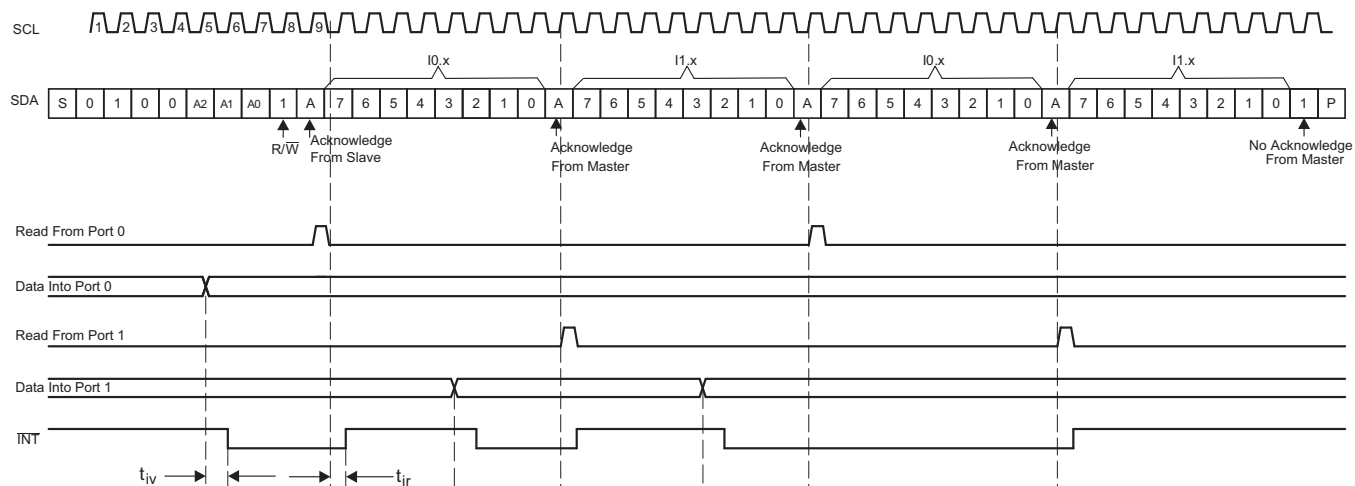 SCL 1 2 3 4 5 6 7 8 9
I0.x I1.x I0.x I1.x
SDA S 0 1 0 0 A2 A1 A0 1 A 7 6 5 4 3 2 1 0 A 7 6 5 4 3 2 1 0 A 7 6 5 4 3 2 1 0 A 7 6 5 4 3 2 1 0 1 P
R/W̅
Acknowledge
From Slave
Acknowledge
From Master
Acknowledge
From Master
Acknowledge
From Master
No Acknowledge
From Master
Read From Port 0
Data Into Port 0
Read From Port 1
Data Into Port 1
I̅N̅T̅
tiv
tir